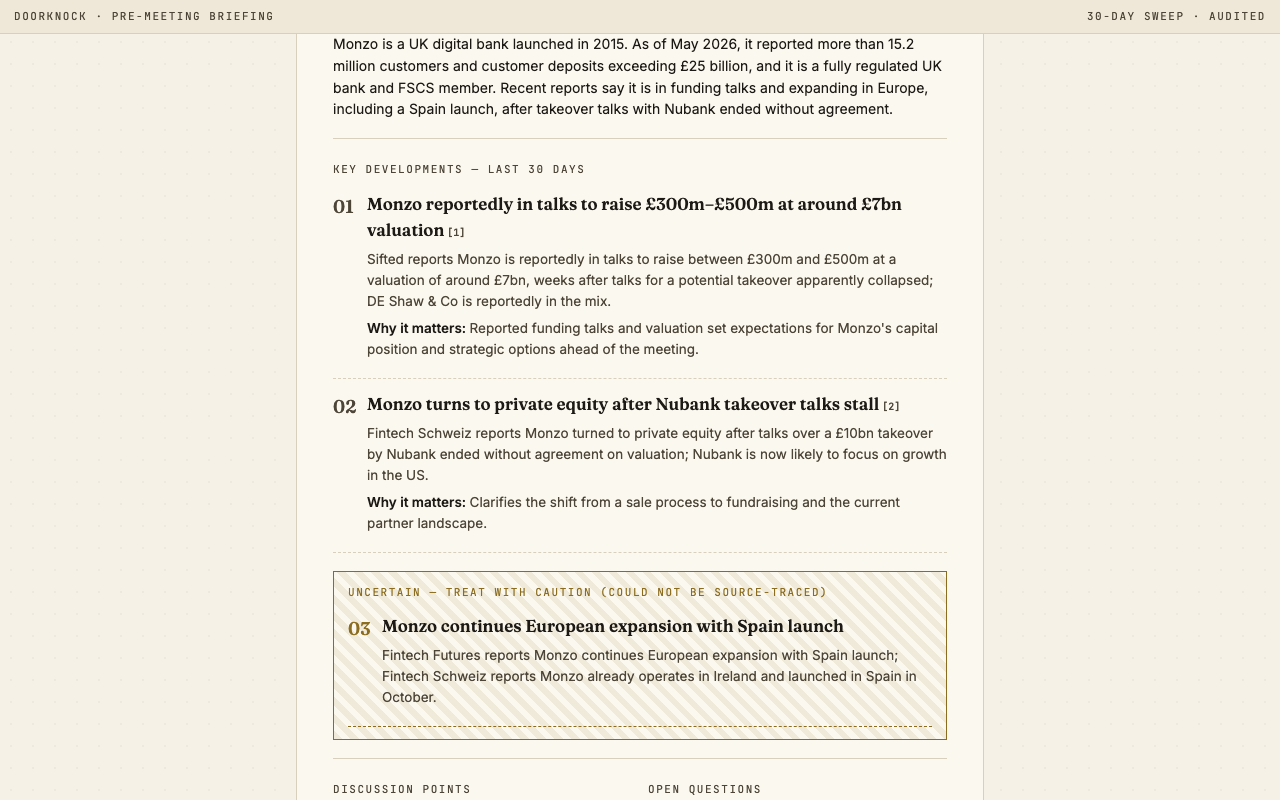 DOORKNOCK · PRE-MEETING BRIEFING
30-DAY SWEEP · AUDITED
Monzo is a UK digital bank launched in 2015. As of May 2026, it reported more than 15.2
million customers and customer deposits exceeding £25 billion, and it is a fully regulated UK
bank and FSCS member. Recent reports say it is in funding talks and expanding in Europe,
including a Spain launch, after takeover talks with Nubank ended without agreement.
KEY DEVELOPMENTS — LAST 30 DAYS
01 Monzo reportedly in talks to raise £300m–£500m at around £7bn
valuation [1]
Sifted reports Monzo is reportedly in talks to raise between £300m and £500m at a
valuation of around £7bn, weeks after talks for a potential takeover apparently collapsed;
DE Shaw & Co is reportedly in the mix.
Why it matters: Reported funding talks and valuation set expectations for Monzo's capital
position and strategic options ahead of the meeting.
02 Monzo turns to private equity after Nubank takeover talks stall [2]
Fintech Schweiz reports Monzo turned to private equity after talks over a £10bn takeover
by Nubank ended without agreement on valuation; Nubank is now likely to focus on growth
in the US.
Why it matters: Clarifies the shift from a sale process to fundraising and the current
partner landscape.
UNCERTAIN — TREAT WITH CAUTION (COULD NOT BE SOURCE-TRACED)
03 Monzo continues European expansion with Spain launch
Fintech Futures reports Monzo continues European expansion with Spain launch;
Fintech Schweiz reports Monzo already operates in Ireland and launched in Spain in
October.
DISCUSSION POINTS
OPEN QUESTIONS